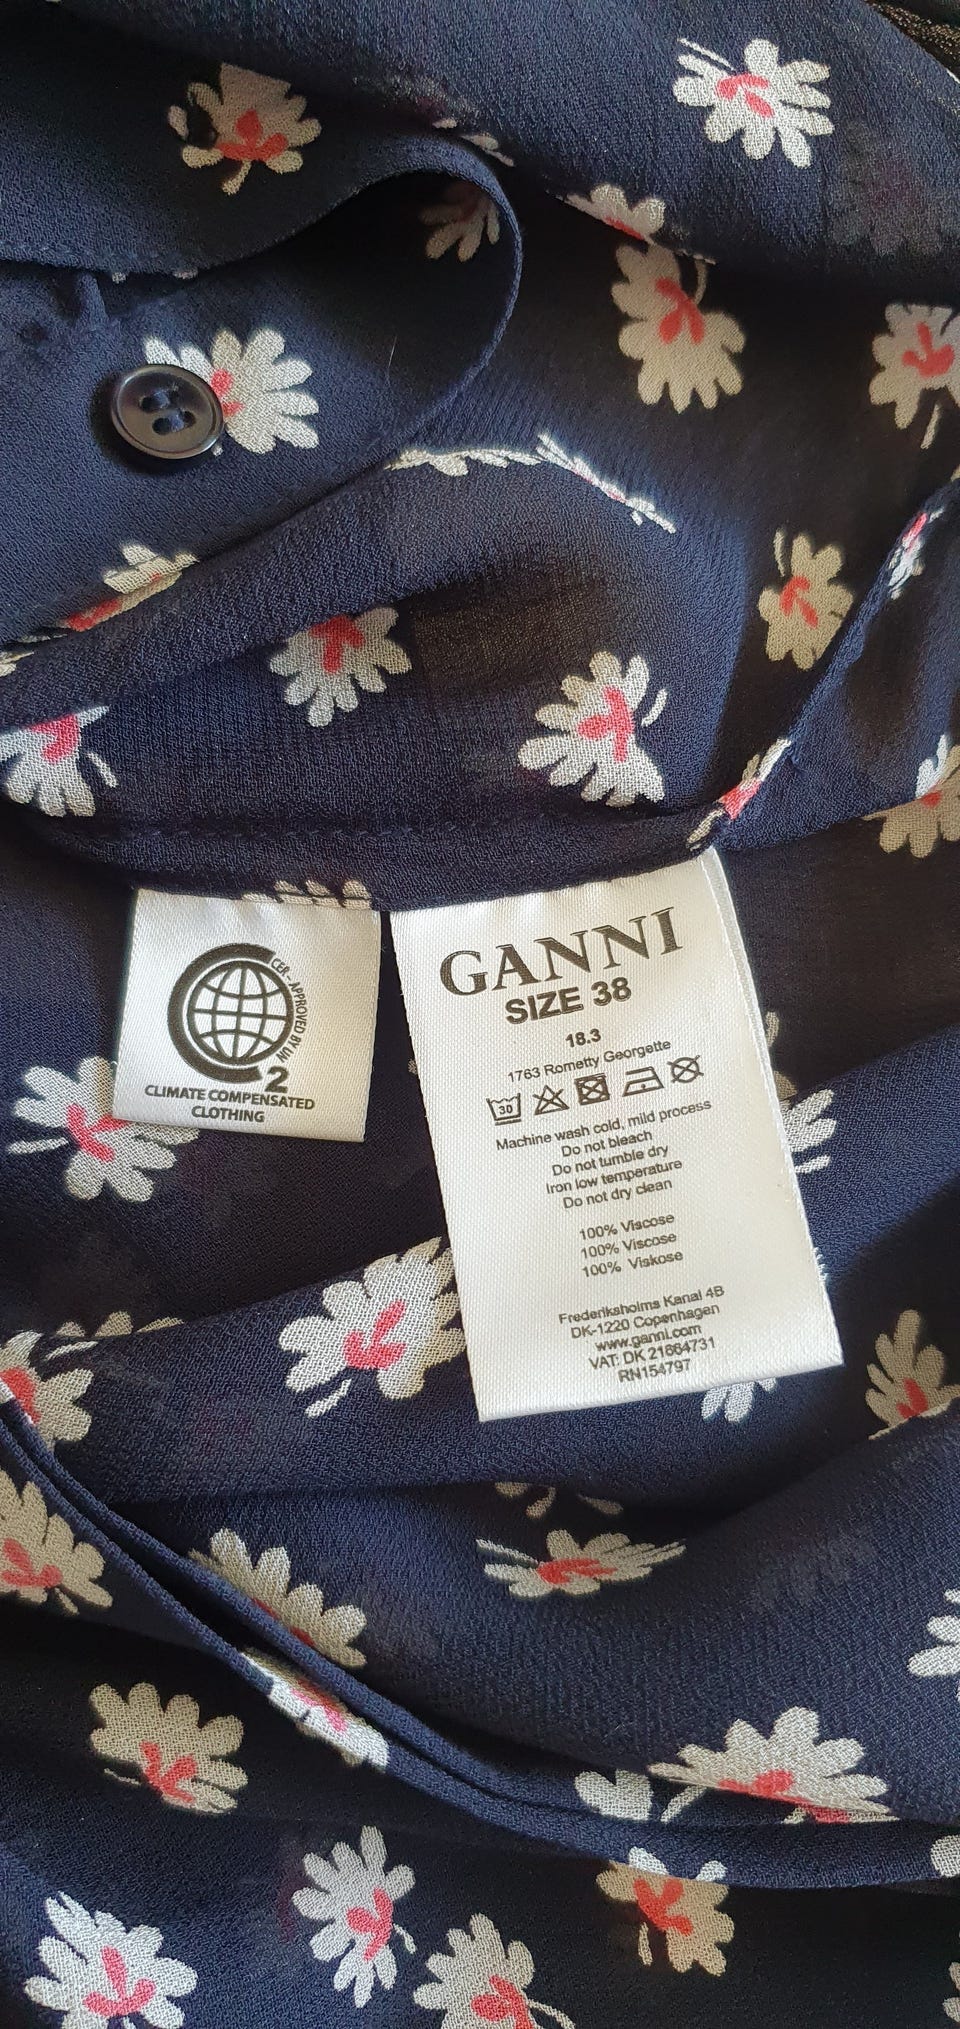 CER - APPROVED BY UN
2
CLIMATE COMPENSATED
CLOTHING
GANNI
SIZE 38
18.3
1763 Rometty Georgette
30
Machine wash cold, mild process
Do not bleach
Do not tumble dry
Iron low temperature
Do not dry clean
100% Viscose
100% Viscose
100% Viskose
Frederiksholms Kanal 4B
DK-1220 Copenhagen
www.ganni.com
VAT: DK 21664731
RN154797